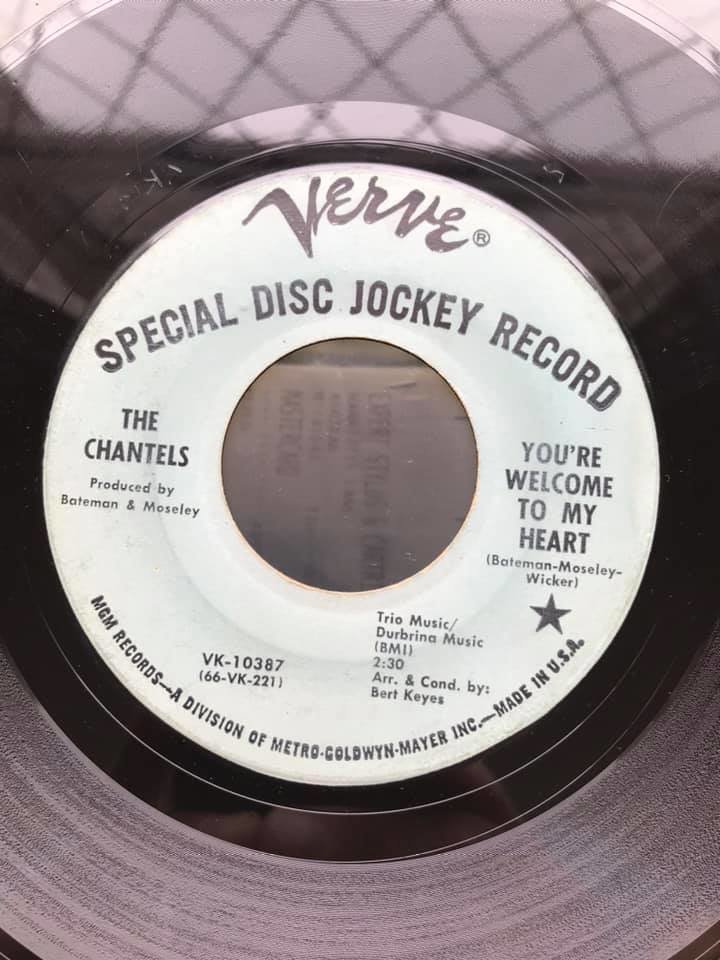 VERVE®
SPECIAL DISC JOCKEY RECORD
THE
CHANTELS
Produced by
Bateman & Moseley
YOU'RE
WELCOME
TO MY
HEART
(Bateman-Moseley-
Wicker)
★
Trio Music/
Durbrina Music
(BMI)
2:30
Arr. & Cond. by:
Bert Keyes
VK-10387
(66-VK-221)
MGM RECORDS—A DIVISION OF METRO-GOLDWYN-MAYER INC.—MADE IN U.S.A.